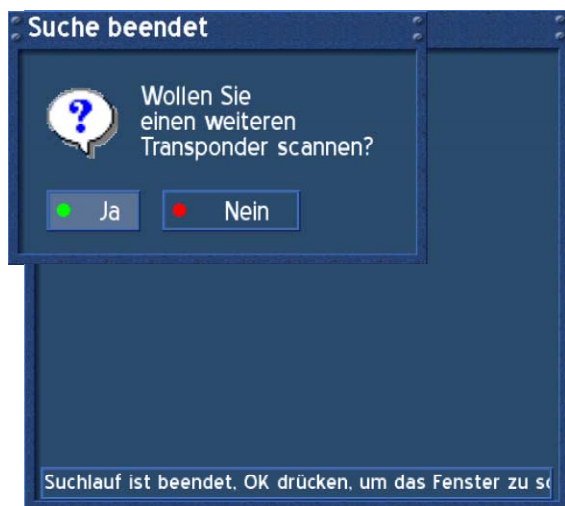 Suche beendet
Wollen Sie
einen weiteren
Transponder scannen?
Ja
Nein
Suchlauf ist beendet, OK drücken, um das Fenster zu